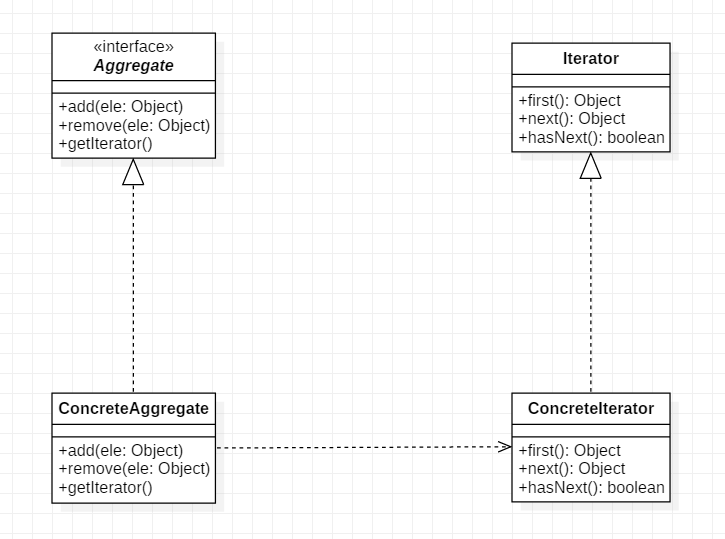 «interface»
Aggregate
+add(ele: Object)
+remove(ele: Object)
+getIterator()
Iterator
+first(): Object
+next(): Object
+hasNext(): boolean
ConcreteAggregate
+add(ele: Object)
+remove(ele: Object)
+getIterator()
ConcreteIterator
+first(): Object
+next(): Object
+hasNext(): boolean